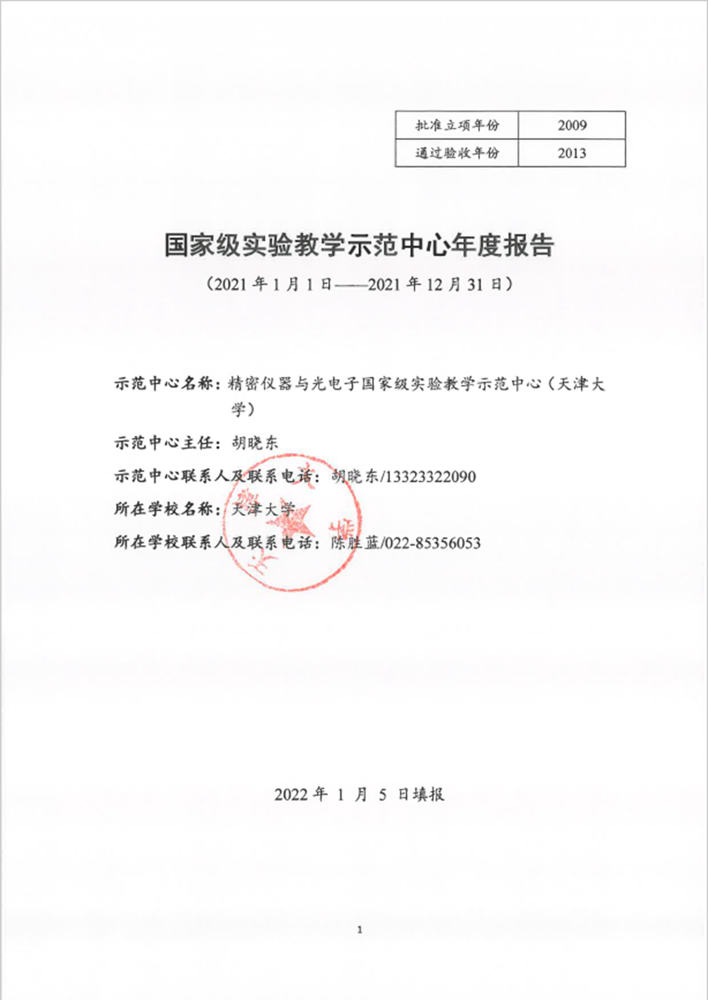 批准立项年份 2009
通过验收年份 2013
国家级实验教学示范中心年度报告
（2021 年 1 月 1 日——2021 年 12 月 31 日）
示范中心名称：精密仪器与光电子国家级实验教学示范中心（天津大
学）
示范中心主任：胡晓东
示范中心联系人及联系电话：胡晓东/13323322090
所在学校名称：天津大学
所在学校联系人及联系电话：陈胜蓝/022-85356053
天津大学
2022 年 1 月 5 日填报
1